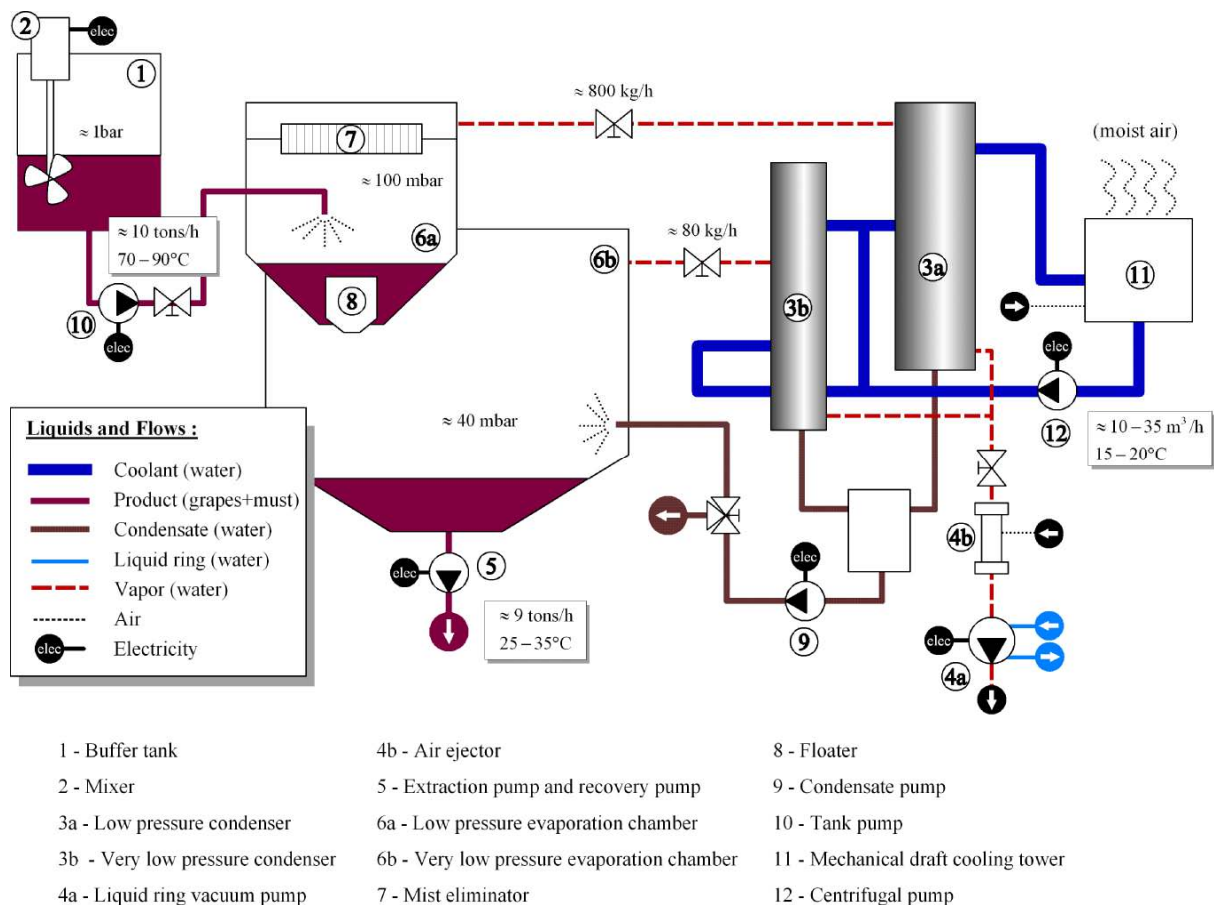 2
elec
1
≈ 1bar
≈ 10 tons/h
70 – 90°C
10
elec
7
≈ 100 mbar
6a
8
≈ 800 kg/h
6b
≈ 80 kg/h
3b
3a
(moist air)
11
elec
12
≈ 10 – 35 m³/h
15 – 20°C
≈ 40 mbar
Liquids and Flows :
Coolant (water)
Product (grapes+must)
Condensate (water)
Liquid ring (water)
Vapor (water)
Air
elec Electricity
elec
5
≈ 9 tons/h
25 – 35°C
elec
9
4b
elec
4a
1 - Buffer tank
2 - Mixer
3a - Low pressure condenser
3b - Very low pressure condenser
4a - Liquid ring vacuum pump
4b - Air ejector
5 - Extraction pump and recovery pump
6a - Low pressure evaporation chamber
6b - Very low pressure evaporation chamber
7 - Mist eliminator
8 - Floater
9 - Condensate pump
10 - Tank pump
11 - Mechanical draft cooling tower
12 - Centrifugal pump